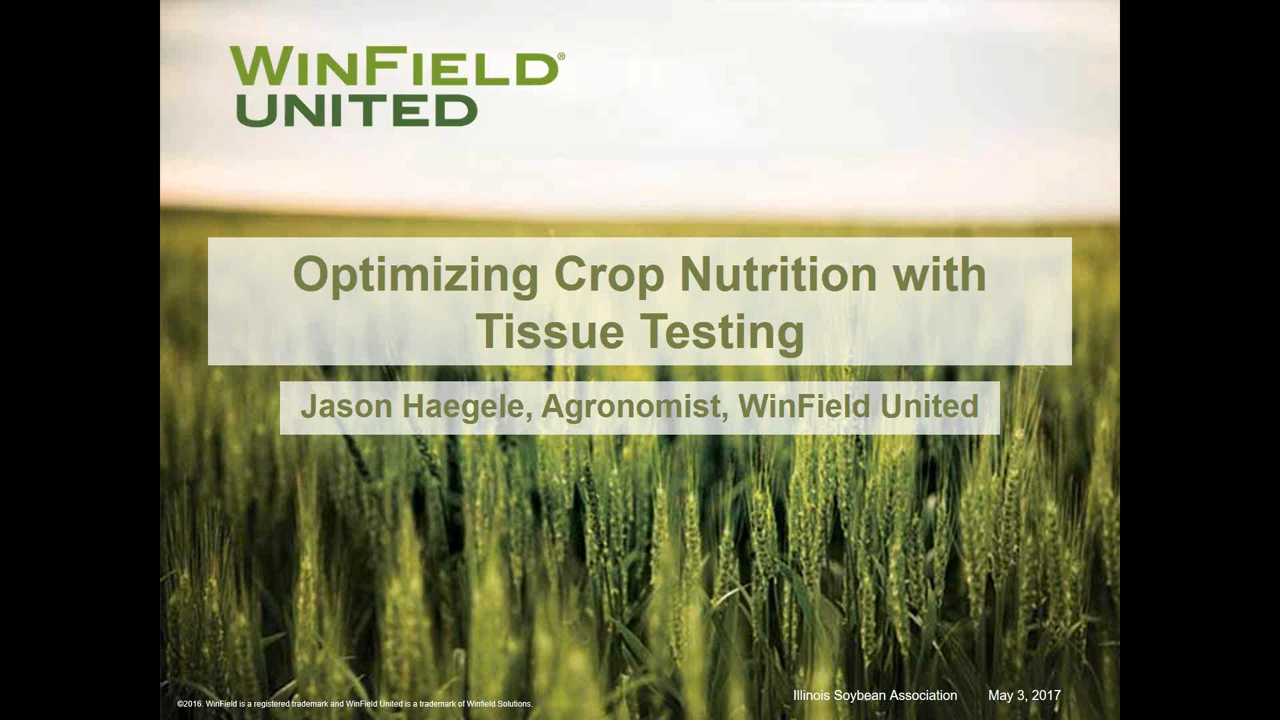 WINFIELD®
UNITED
Optimizing Crop Nutrition with
Tissue Testing
Jason Haegele, Agronomist, WinField United
Illinois Soybean Association May 3, 2017
©2016. WinField is a registered trademark and WinField United is a trademark of Winfield Solutions.